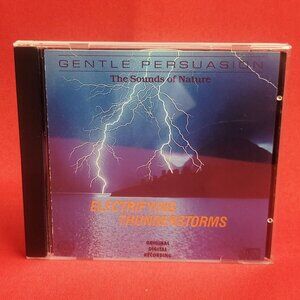 GENTLE PERSUASION
The Sounds of Nature
ELECTRIFYING
THUNDERSTORMS
ORIGINAL
DIGITAL
RECORDING